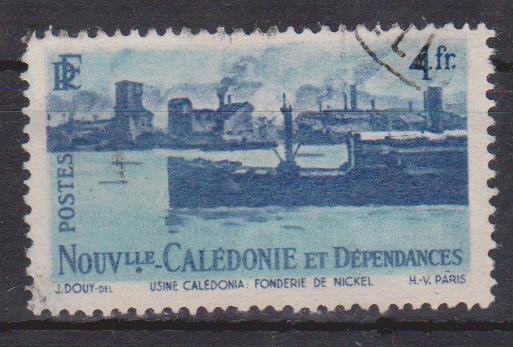 RF
4 fr.
POSTES
NOUVLLE-CALÉDONIE ET DÉPENDANCES
J. DOUY-DEL
USINE CALÉDONIA: FONDERIE DE NICKEL
H.-V. PARIS